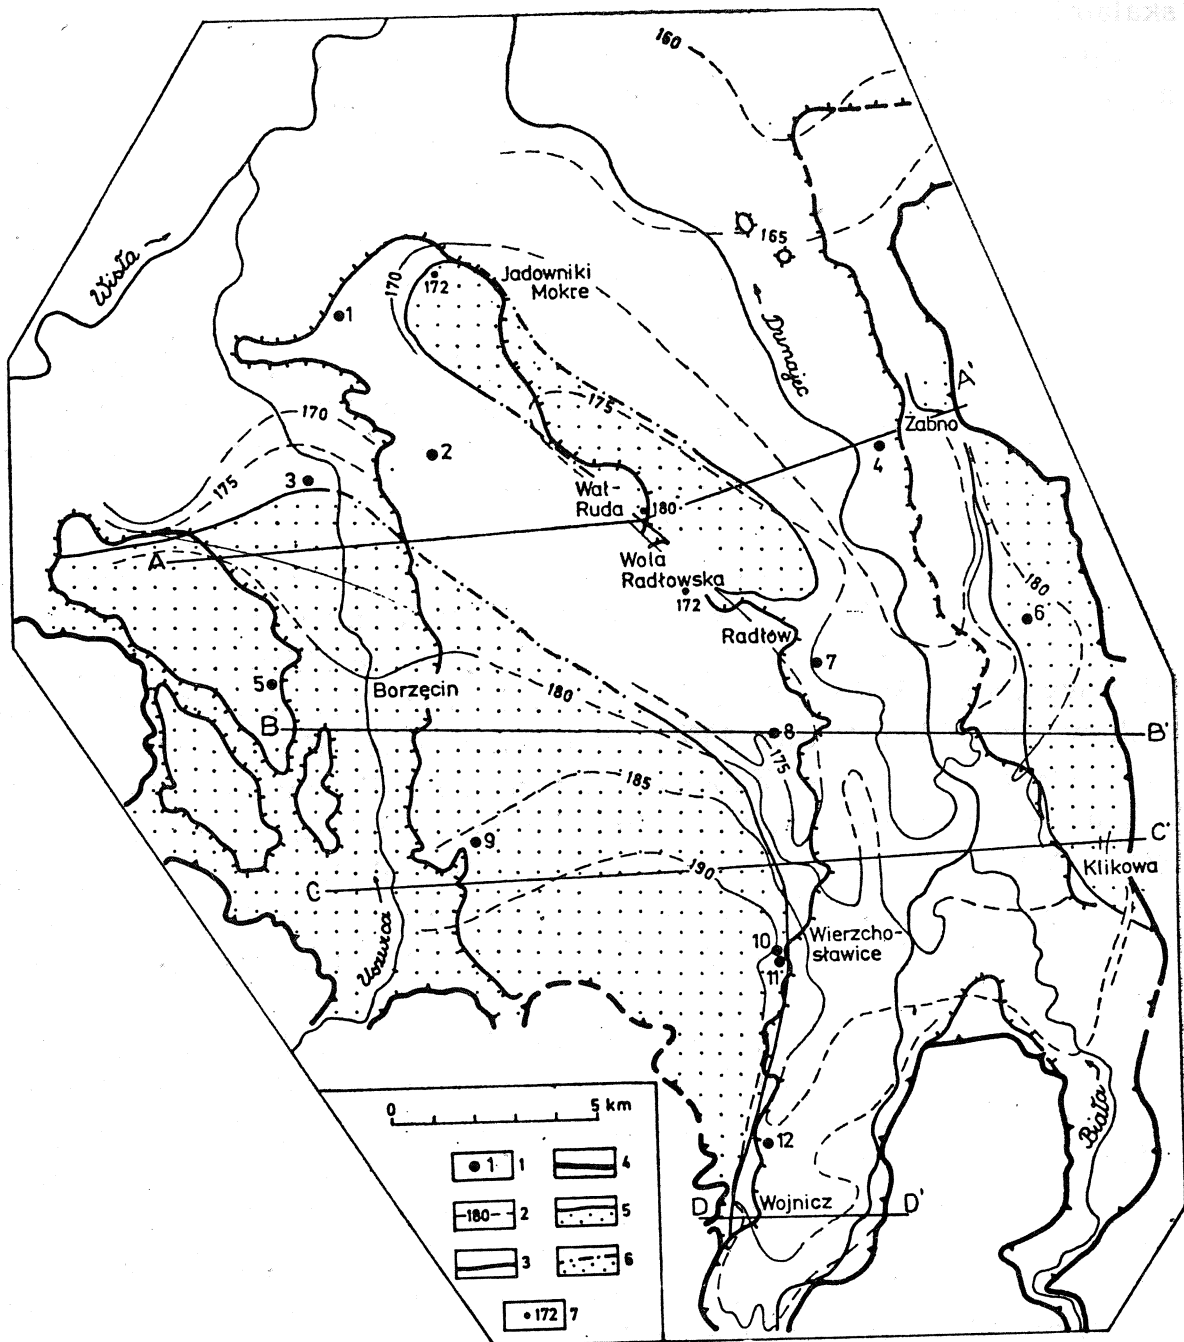 160
Wisła
165
170
172
Jadowniki
Mokre
1
Dunajec
A'
175
170
Żabno
2
3
4
175
Wał-
Ruda
180
A
Wola
Radłowska
172
180
6
Radłów
7
5
Borzęcin
180
B
8
B'
175
185
9
C'
190
Klikowa
C
Uszwica
10
11
Wierzcho-
sławice
Biała
12
D
Wojnicz
D'
0 5 km
1 1 4
180 2 5
3 6
172 7